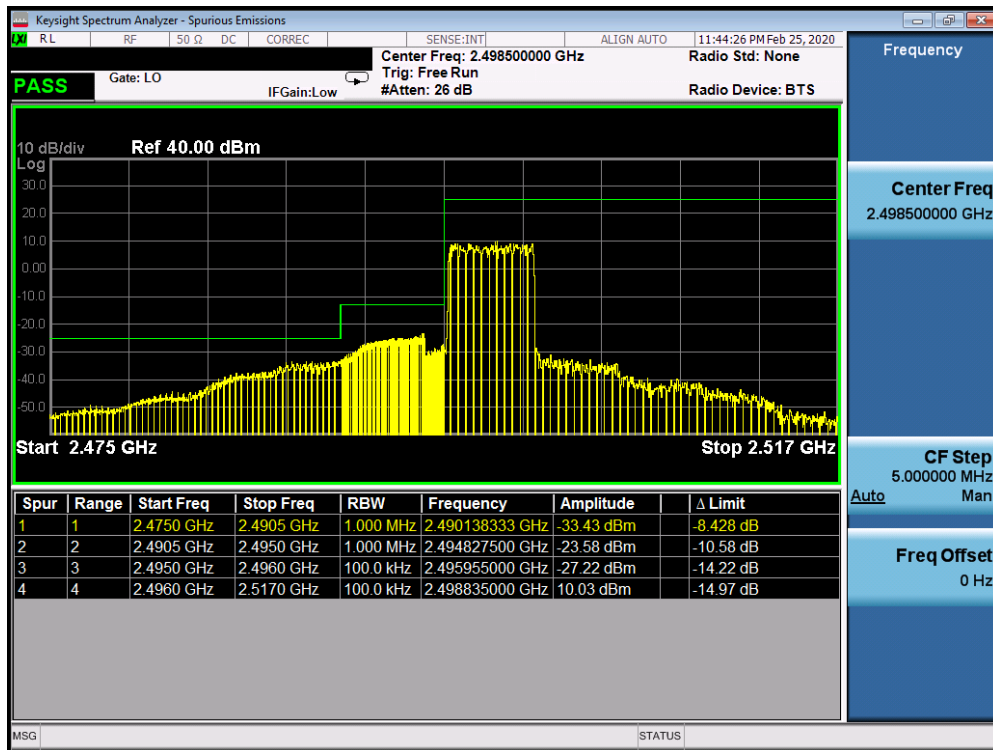 Keysight Spectrum Analyzer - Spurious Emissions
LXI RL RF 50 Ω DC CORREC SENSE:INT ALIGN AUTO 11:44:26 PM Feb 25, 2020
Center Freq: 2.498500000 GHz Radio Std: None
PASS Gate: LO Trig: Free Run
IFGain:Low #Atten: 26 dB Radio Device: BTS
10 dB/div Ref 40.00 dBm
Log
30.0
20.0
10.0
0.00
-10.0
-20.0
-30.0
-40.0
-50.0
Start 2.475 GHz Stop 2.517 GHz
Spur Range Start Freq Stop Freq RBW Frequency Amplitude Δ Limit
1 1 2.4750 GHz 2.4905 GHz 1.000 MHz 2.490138333 GHz -33.43 dBm -8.428 dB
2 2 2.4905 GHz 2.4950 GHz 1.000 MHz 2.494827500 GHz -23.58 dBm -10.58 dB
3 3 2.4950 GHz 2.4960 GHz 100.0 kHz 2.495955000 GHz -27.22 dBm -14.22 dB
4 4 2.4960 GHz 2.5170 GHz 100.0 kHz 2.498835000 GHz 10.03 dBm -14.97 dB
Frequency
Center Freq
2.498500000 GHz
CF Step
5.000000 MHz
Auto Man
Freq Offset
0 Hz
MSG STATUS